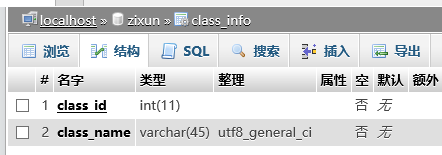 localhost » zixun » class_info
浏览 结构 SQL 搜索 插入 导出
# 名字 类型 整理 属性 空 默认 额外
1 class_id int(11) 否 无
2 class_name varchar(45) utf8_general_ci 否 无